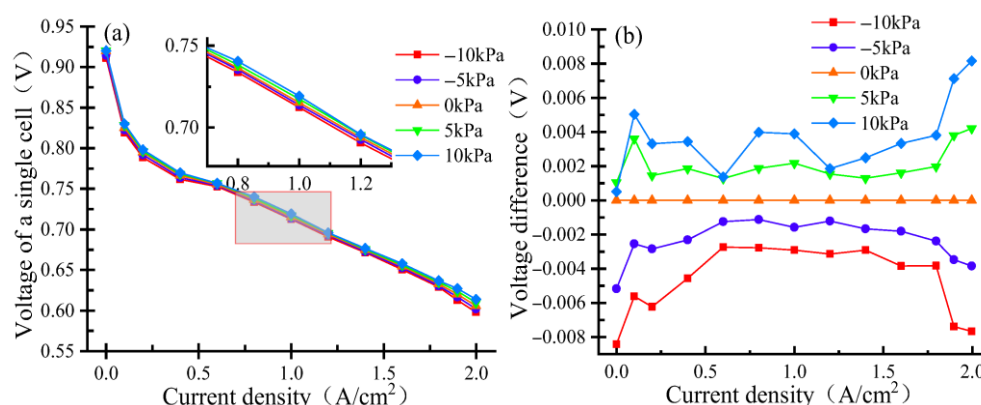 (a)
Voltage of a single cell（V）
0.95
0.90
0.85
0.80
0.75
0.70
0.65
0.60
0.55
0.0
0.5
1.0
1.5
2.0
Current density（A/cm²）
0.75
0.70
0.8
1.0
1.2
–10kPa
–5kPa
0kPa
5kPa
10kPa
(b)
Voltage difference（V）
0.010
0.008
0.006
0.004
0.002
0.000
–0.002
–0.004
–0.006
–0.008
0.0
0.5
1.0
1.5
2.0
Current density（A/cm²）
–10kPa
–5kPa
0kPa
5kPa
10kPa